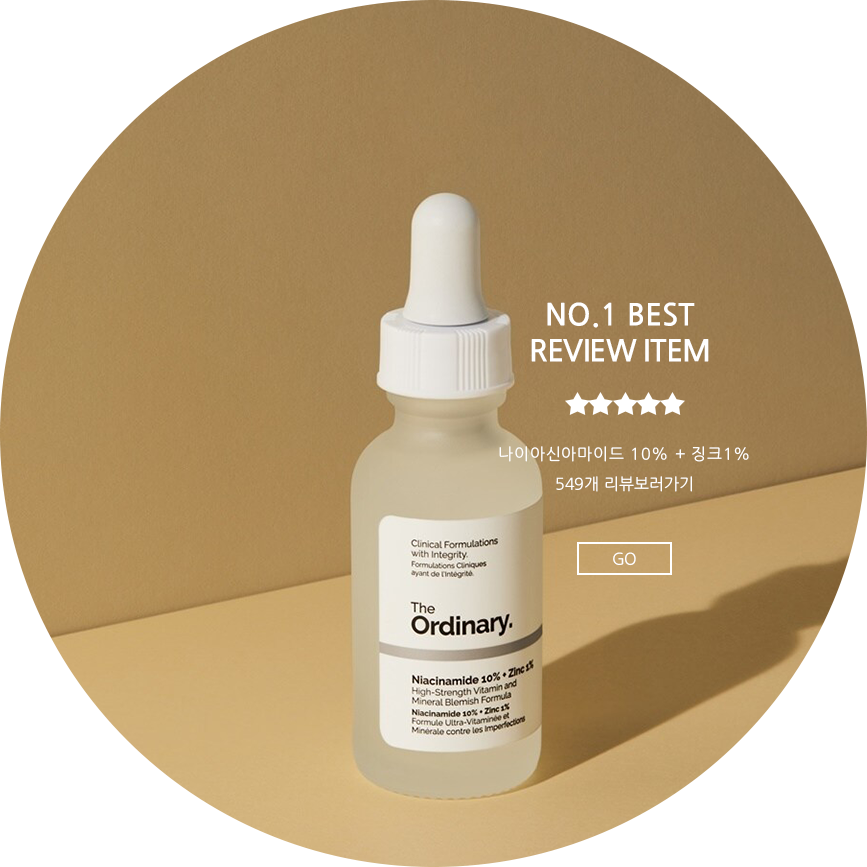 NO.1 BEST
REVIEW ITEM
★★★★★
나이아신아마이드 10% + 징크1%
549개 리뷰보러가기
GO
Clinical Formulations
with Integrity.
Formulations Cliniques
ayant de l'Intégrité.
The
Ordinary.
Niacinamide 10% + Zinc 1%
High-Strength Vitamin and
Mineral Blemish Formula
Niacinamide 10% + Zinc 1%
Formule Ultra-Vitaminée et
Minérale contre les Imperfections